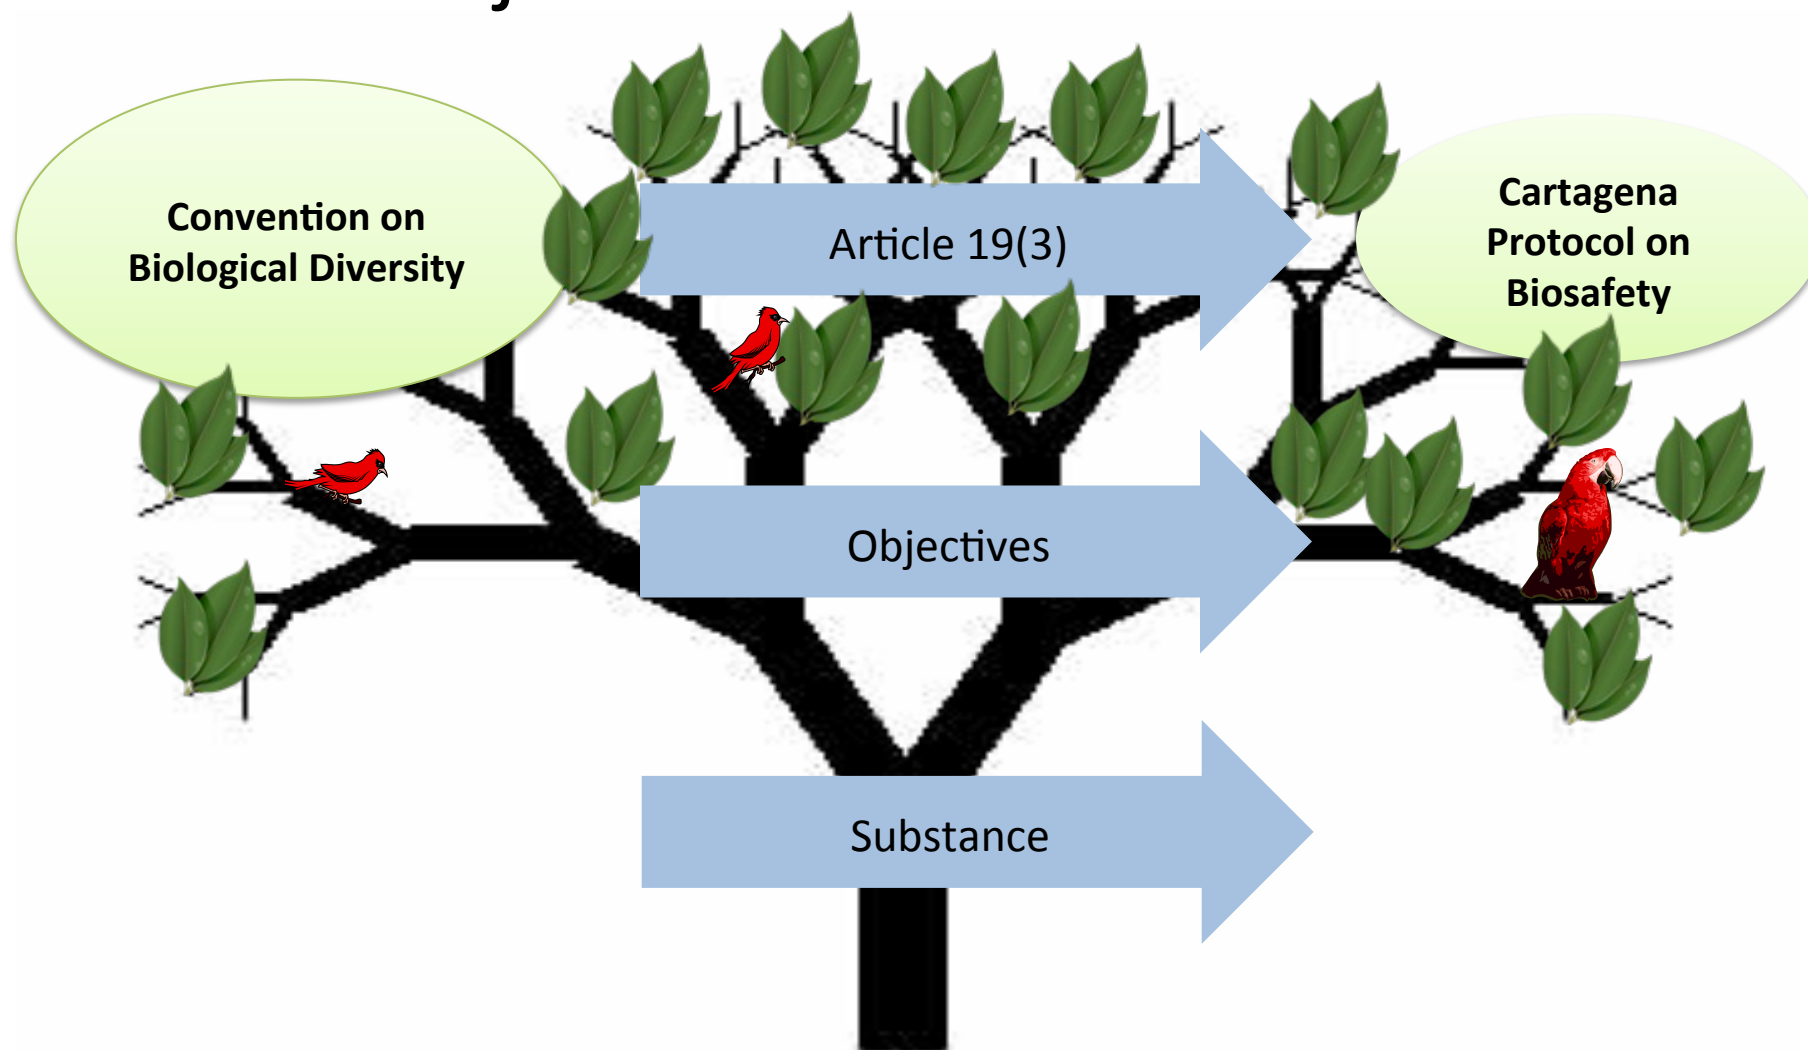 Convention on
Biological Diversity
Article 19(3)
Cartagena
Protocol on
Biosafety
Objectives
Substance